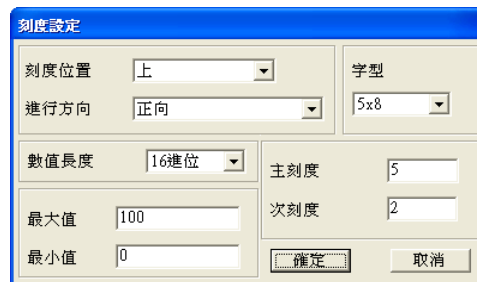 刻度設定
刻度位置 上
字型
進行方向 正向
5x8
數值長度 16進位
主刻度 5
最大值 100
次刻度 2
最小值 0
確定 取消